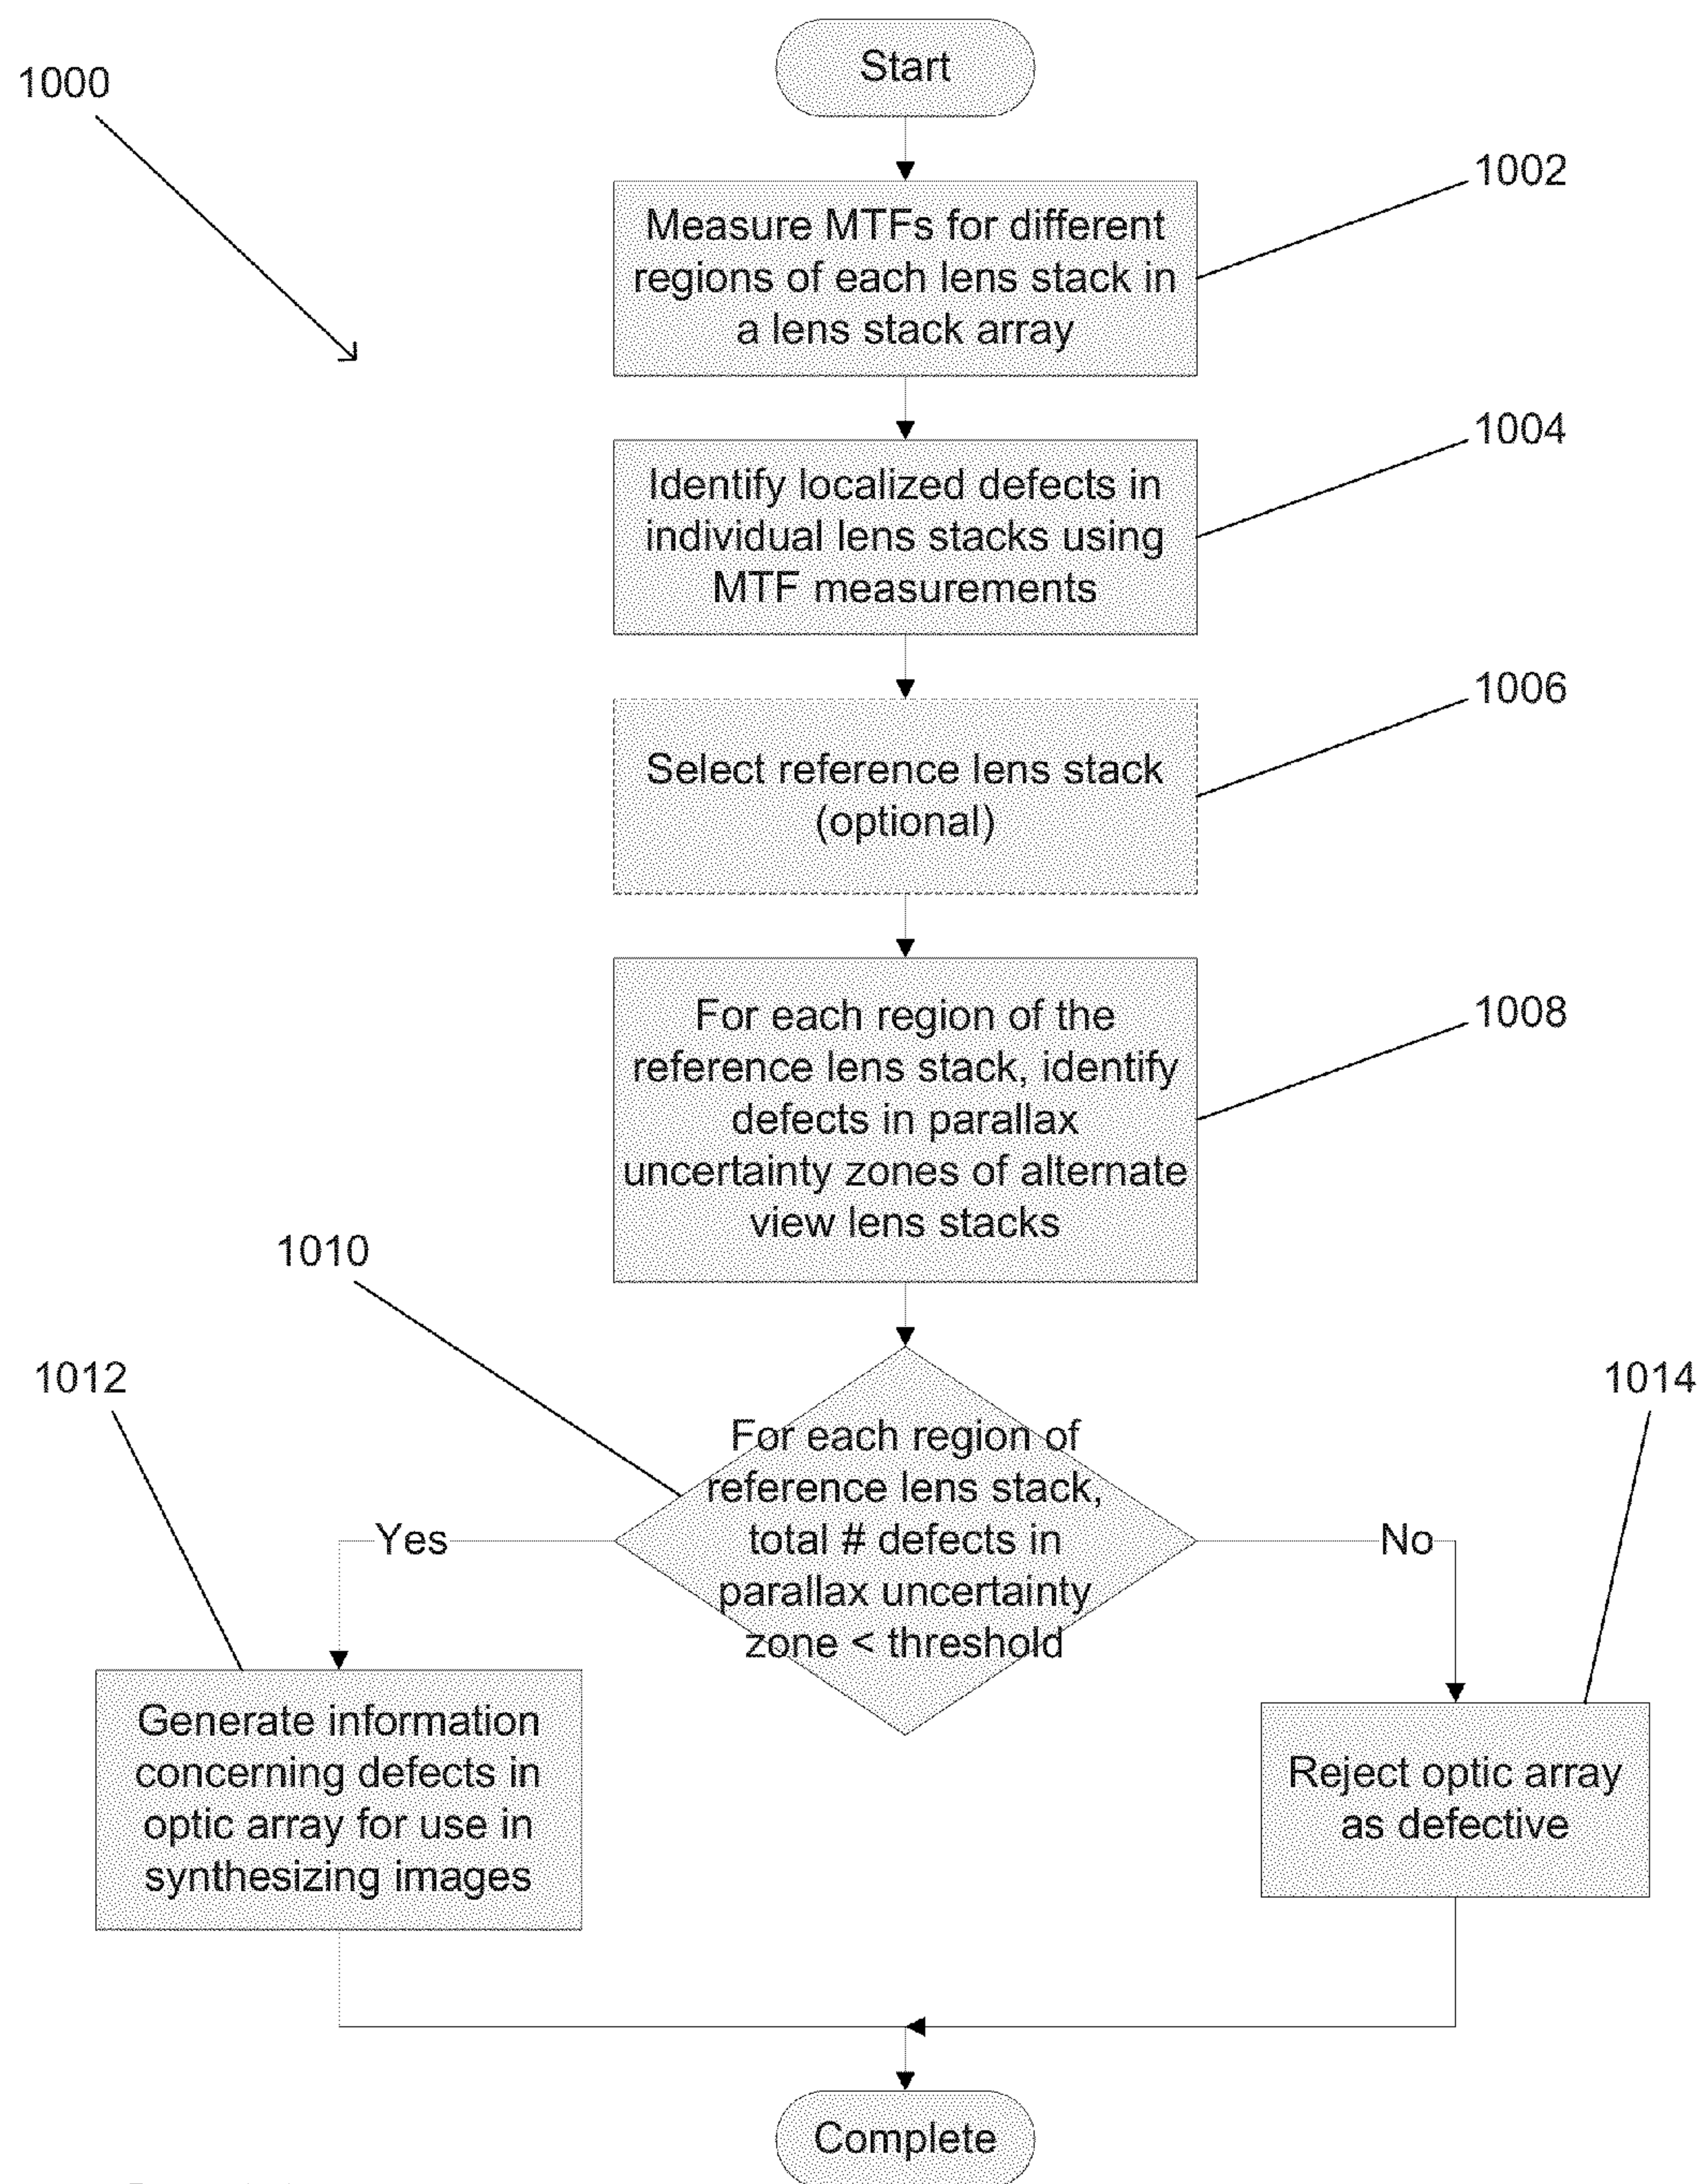 Start
1000
1002
Measure MTFs for different
regions of each lens stack in
a lens stack array
1004
Identify localized defects in
individual lens stacks using
MTF measurements
1006
Select reference lens stack
(optional)
1008
For each region of the
reference lens stack, identify
defects in parallax
uncertainty zones of alternate
view lens stacks
1010
1012
1014
For each region of
reference lens stack,
total # defects in
parallax uncertainty
zone < threshold
Yes
No
Generate information
concerning defects in
optic array for use in
synthesizing images
Reject optic array
as defective
Complete